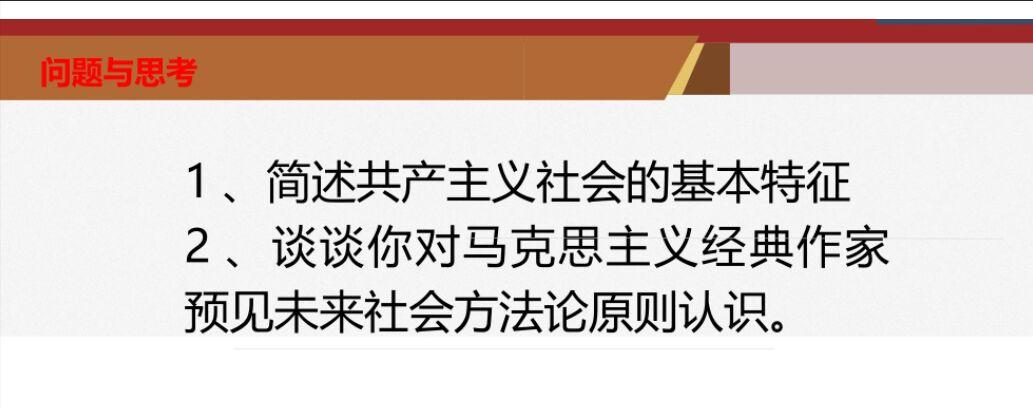 问题与思考
1、简述共产主义社会的基本特征
2、谈谈你对马克思主义经典作家
预见未来社会方法论原则认识。